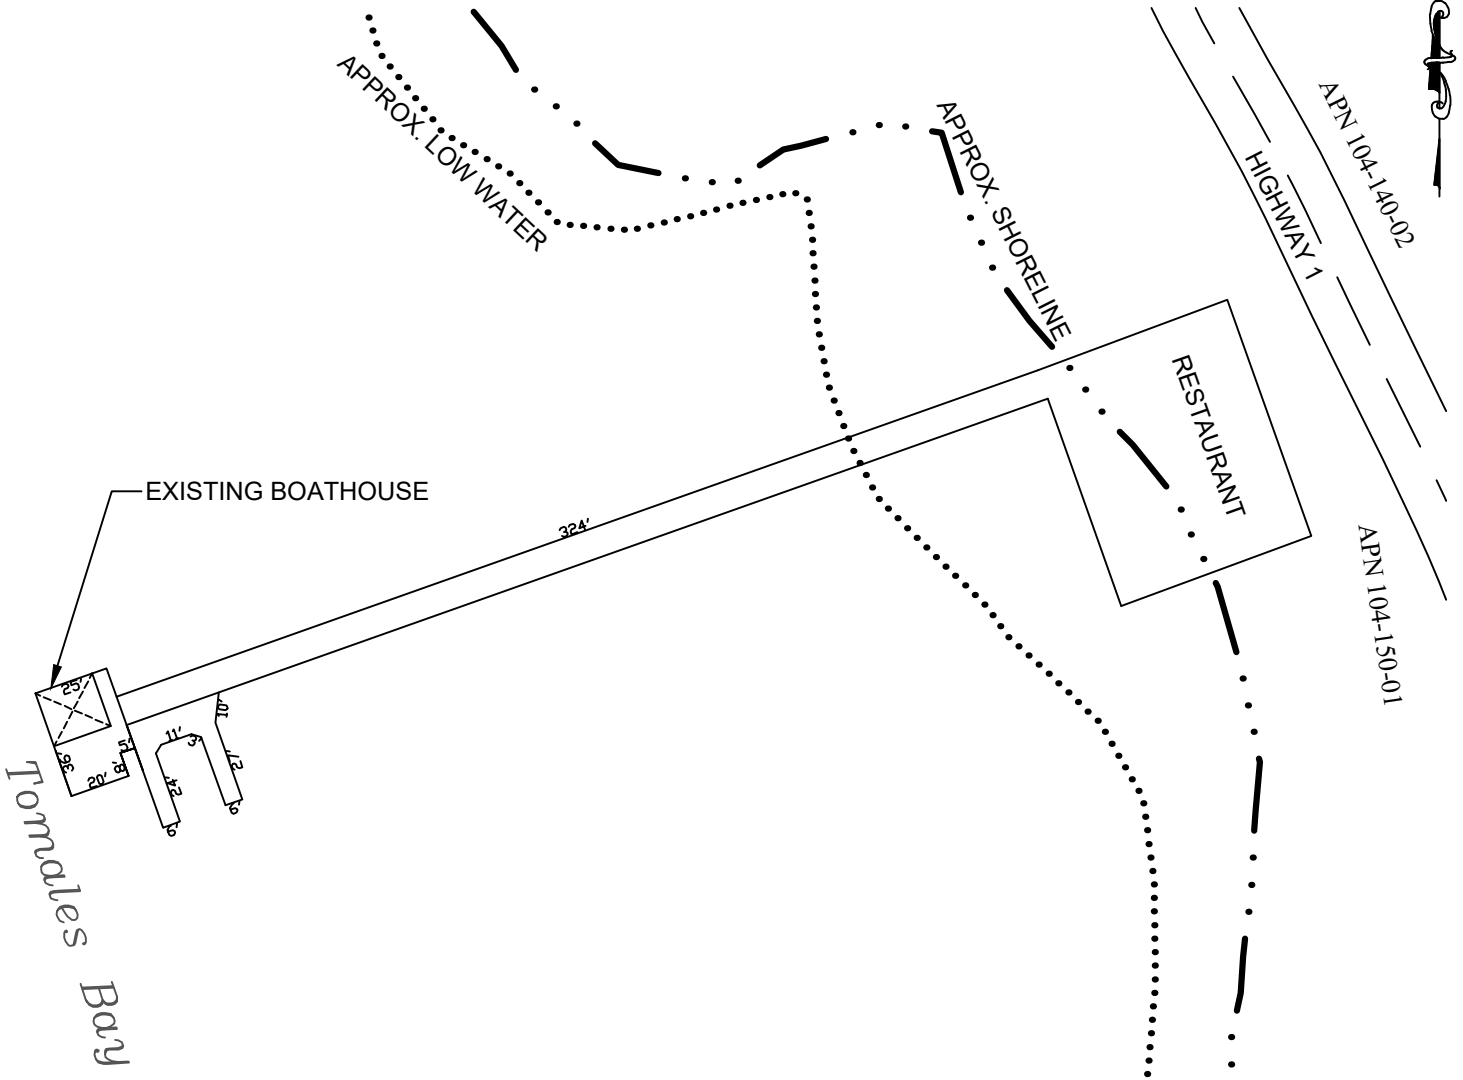 APPROX. LOW WATER
APPROX. SHORELINE
HIGHWAY 1
APN 104-140-02
RESTAURANT
APN 104-150-01
EXISTING BOATHOUSE
324'
25'
36'
20'
8'
5'
11'
3'
24'
6'
10'
27'
6'
Tomales Bay